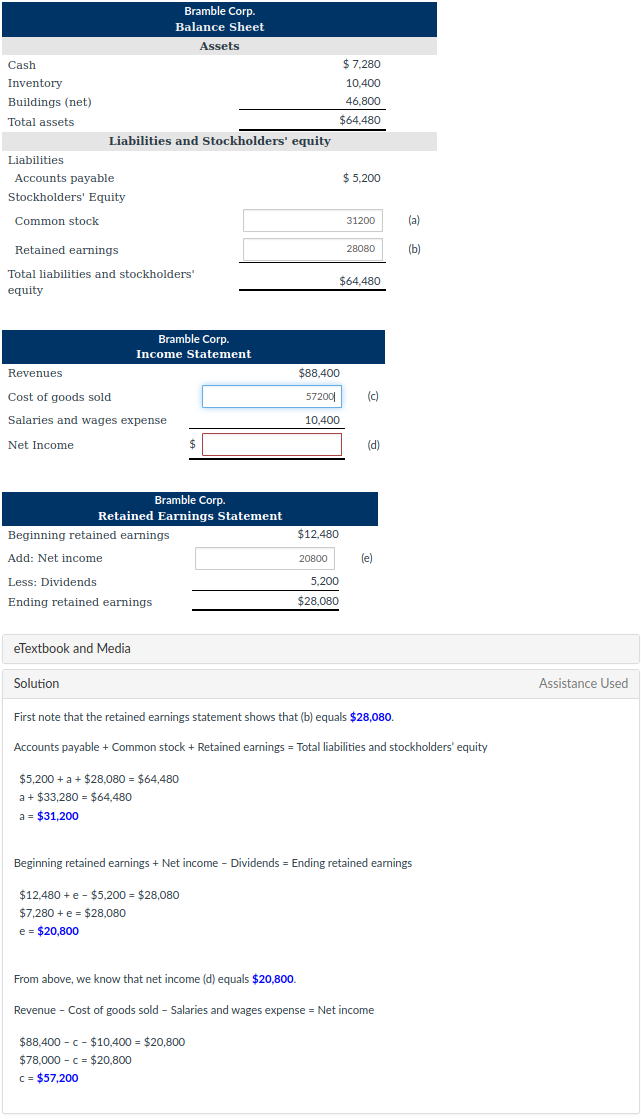 Bramble Corp.
Balance Sheet
Assets
Cash $ 7,280
Inventory 10,400
Buildings (net) 46,800
Total assets $64,480
Liabilities and Stockholders' equity
Liabilities
Accounts payable $ 5,200
Stockholders' Equity
Common stock 31200 (a)
Retained earnings 28080 (b)
Total liabilities and stockholders'
equity $64,480
Bramble Corp.
Income Statement
Revenues $88,400
Cost of goods sold 57200 (c)
Salaries and wages expense 10,400
Net Income $ (d)
Bramble Corp.
Retained Earnings Statement
Beginning retained earnings $12,480
Add: Net income 20800 (e)
Less: Dividends 5,200
Ending retained earnings $28,080
eTextbook and Media
Solution Assistance Used
First note that the retained earnings statement shows that (b) equals $28,080.
Accounts payable + Common stock + Retained earnings = Total liabilities and stockholders' equity
$5,200 + a + $28,080 = $64,480
a + $33,280 = $64,480
a = $31,200
Beginning retained earnings + Net income – Dividends = Ending retained earnings
$12,480 + e – $5,200 = $28,080
$7,280 + e = $28,080
e = $20,800
From above, we know that net income (d) equals $20,800.
Revenue – Cost of goods sold – Salaries and wages expense = Net income
$88,400 – c – $10,400 = $20,800
$78,000 – c = $20,800
c = $57,200